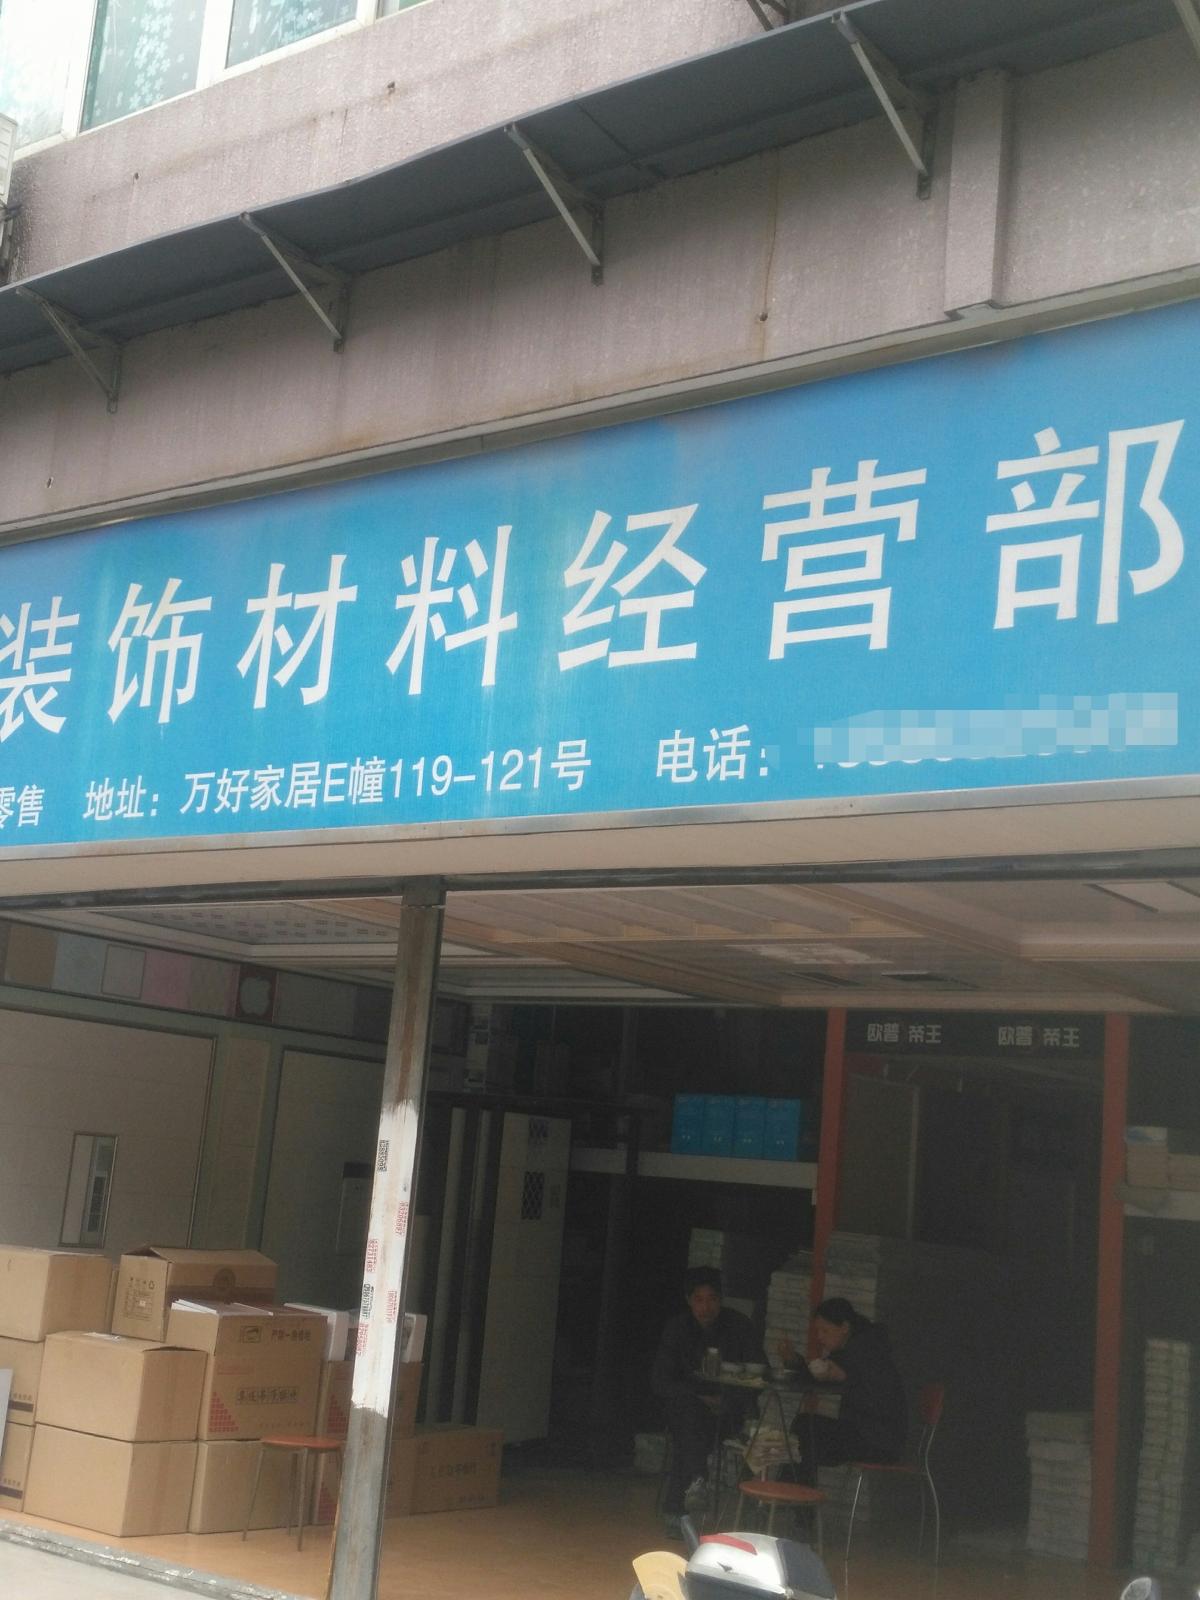 装饰材料经营部
零售 地址：万好家居E幢119-121号 电话：
欧普 帝王 欧普 帝王